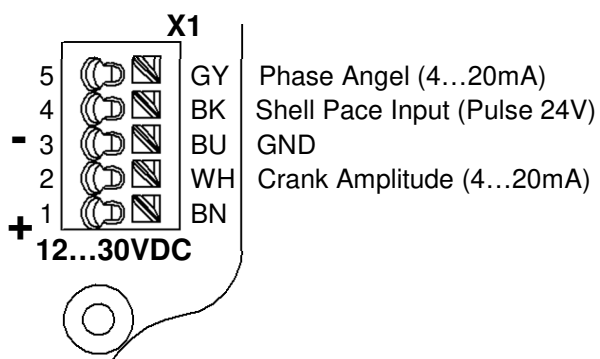 X1
5 GY Phase Angel (4…20mA)
4 BK Shell Pace Input (Pulse 24V)
- 3 BU GND
2 WH Crank Amplitude (4…20mA)
+ 1 BN
12…30VDC